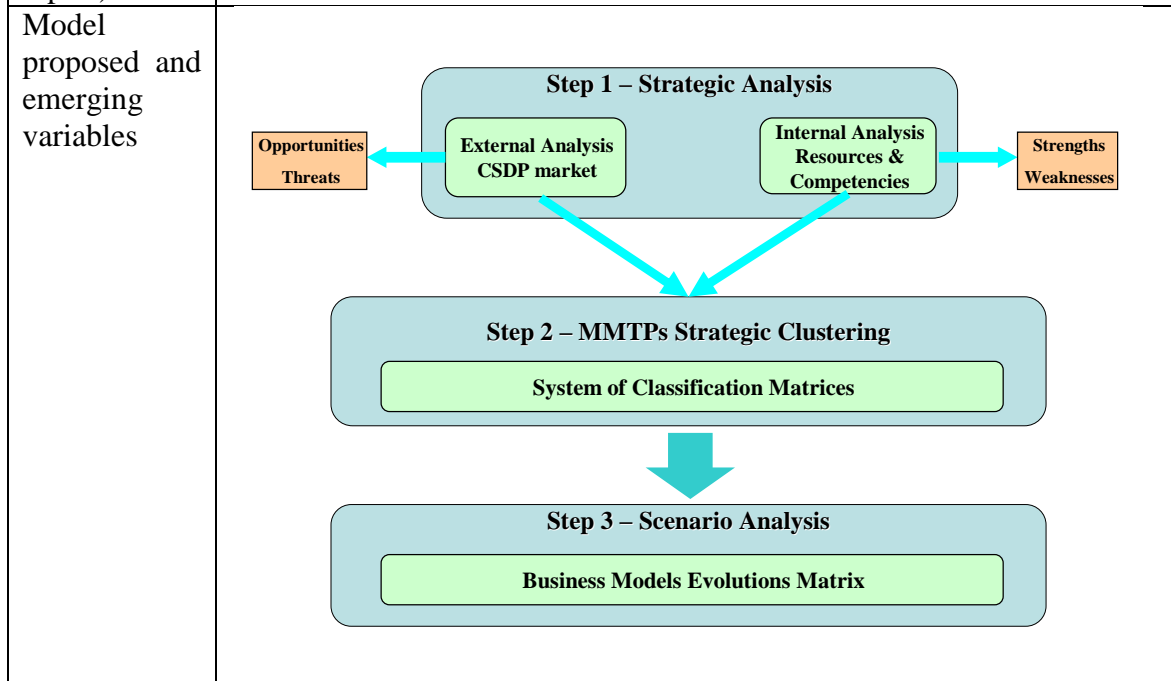 Model
proposed and
emerging
variables
Step 1 – Strategic Analysis
Opportunities
Threats
External Analysis
CSDP market
Internal Analysis
Resources &
Competencies
Strengths
Weaknesses
Step 2 – MMTPs Strategic Clustering
System of Classification Matrices
Step 3 – Scenario Analysis
Business Models Evolutions Matrix